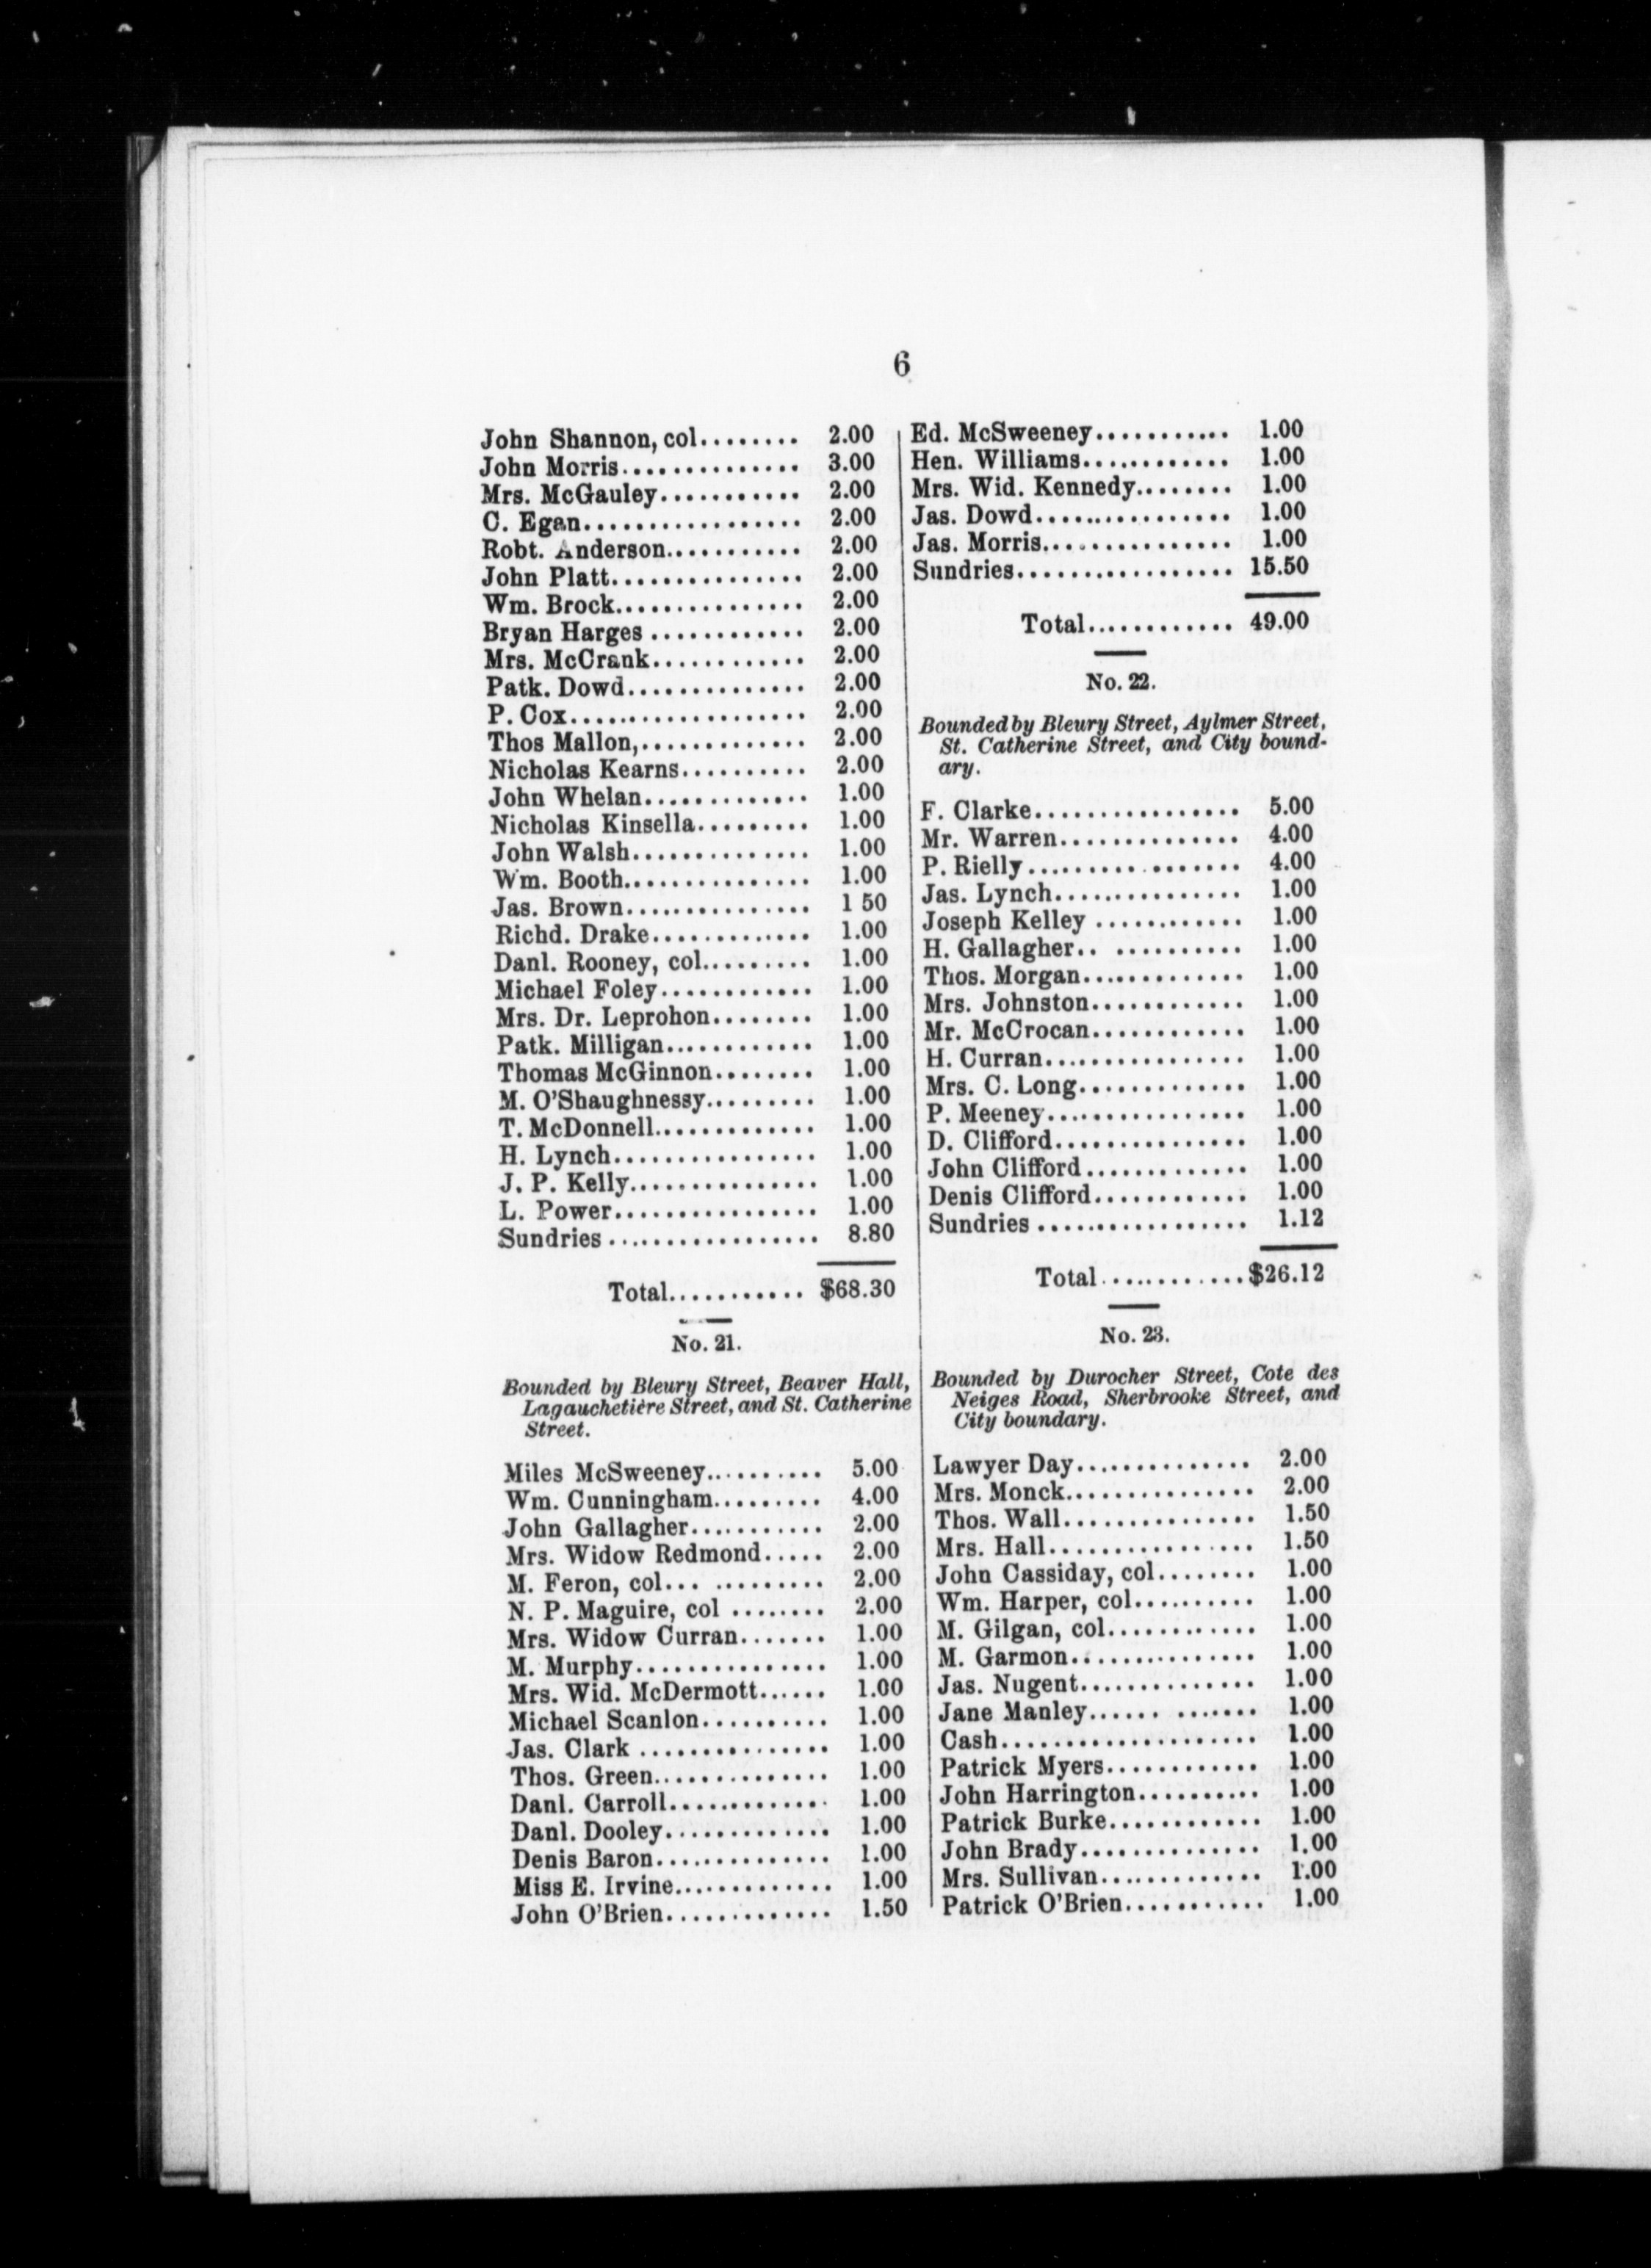 6
John Shannon, col........ 2.00
John Morris.............. 3.00
Mrs. McGauley........... 2.00
C. Egan................. 2.00
Robt. Anderson........... 2.00
John Platt............... 2.00
Wm. Brock............... 2.00
Bryan Harges ............ 2.00
Mrs. McCrank............ 2.00
Patk. Dowd.............. 2.00
P. Cox................... 2.00
Thos Mallon,............. 2.00
Nicholas Kearns.......... 2.00
John Whelan............. 1.00
Nicholas Kinsella......... 1.00
John Walsh.............. 1.00
Wm. Booth............... 1.00
Jas. Brown............... 1 50
Richd. Drake............. 1.00
Danl. Rooney, col......... 1.00
Michael Foley............ 1.00
Mrs. Dr. Leprohon........ 1.00
Patk. Milligan............ 1.00
Thomas McGinnon........ 1.00
M. O'Shaughnessy......... 1.00
T. McDonnell............. 1.00
H. Lynch................ 1.00
J. P. Kelly............... 1.00
L. Power................ 1.00
Sundries ................. 8.80
Total........... $68.30
No. 21.
Bounded by Bleury Street, Beaver Hall,
Lagauchetière Street, and St. Catherine
Street.
Miles McSweeney.......... 5.00
Wm. Cunningham......... 4.00
John Gallagher........... 2.00
Mrs. Widow Redmond..... 2.00
M. Feron, col... ......... 2.00
N. P. Maguire, col ........ 2.00
Mrs. Widow Curran....... 1.00
M. Murphy............... 1.00
Mrs. Wid. McDermott...... 1.00
Michael Scanlon.......... 1.00
Jas. Clark ............... 1.00
Thos. Green.............. 1.00
Danl. Carroll............. 1.00
Danl. Dooley............. 1.00
Denis Baron.............. 1.00
Miss E. Irvine............ 1.00
John O'Brien............. 1.50
Ed. McSweeney........... 1.00
Hen. Williams............ 1.00
Mrs. Wid. Kennedy........ 1.00
Jas. Dowd............... 1.00
Jas. Morris............... 1.00
Sundries................. 15.50
Total............ 49.00
No. 22.
Bounded by Bleury Street, Aylmer Street,
St. Catherine Street, and City bound-
ary.
F. Clarke................ 5.00
Mr. Warren.............. 4.00
P. Rielly................. 4.00
Jas. Lynch............... 1.00
Joseph Kelley ............ 1.00
H. Gallagher.. .......... 1.00
Thos. Morgan............. 1.00
Mrs. Johnston............ 1.00
Mr. McCrocan............ 1.00
H. Curran................ 1.00
Mrs. C. Long............. 1.00
P. Meeney................ 1.00
D. Clifford............... 1.00
John Clifford............. 1.00
Denis Clifford............ 1.00
Sundries ................. 1.12
Total............$26.12
No. 23.
Bounded by Durocher Street, Cote des
Neiges Road, Sherbrooke Street, and
City boundary.
Lawyer Day.............. 2.00
Mrs. Monck............... 2.00
Thos. Wall............... 1.50
Mrs. Hall................ 1.50
John Cassiday, col........ 1.00
Wm. Harper, col.......... 1.00
M. Gilgan, col............ 1.00
M. Garmon............... 1.00
Jas. Nugent.............. 1.00
Jane Manley...... ....... 1.00
Cash..................... 1.00
Patrick Myers............ 1.00
John Harrington.......... 1.00
Patrick Burke............ 1.00
John Brady.............. 1.00
Mrs. Sullivan............. 1.00
Patrick O'Brien........... 1.00